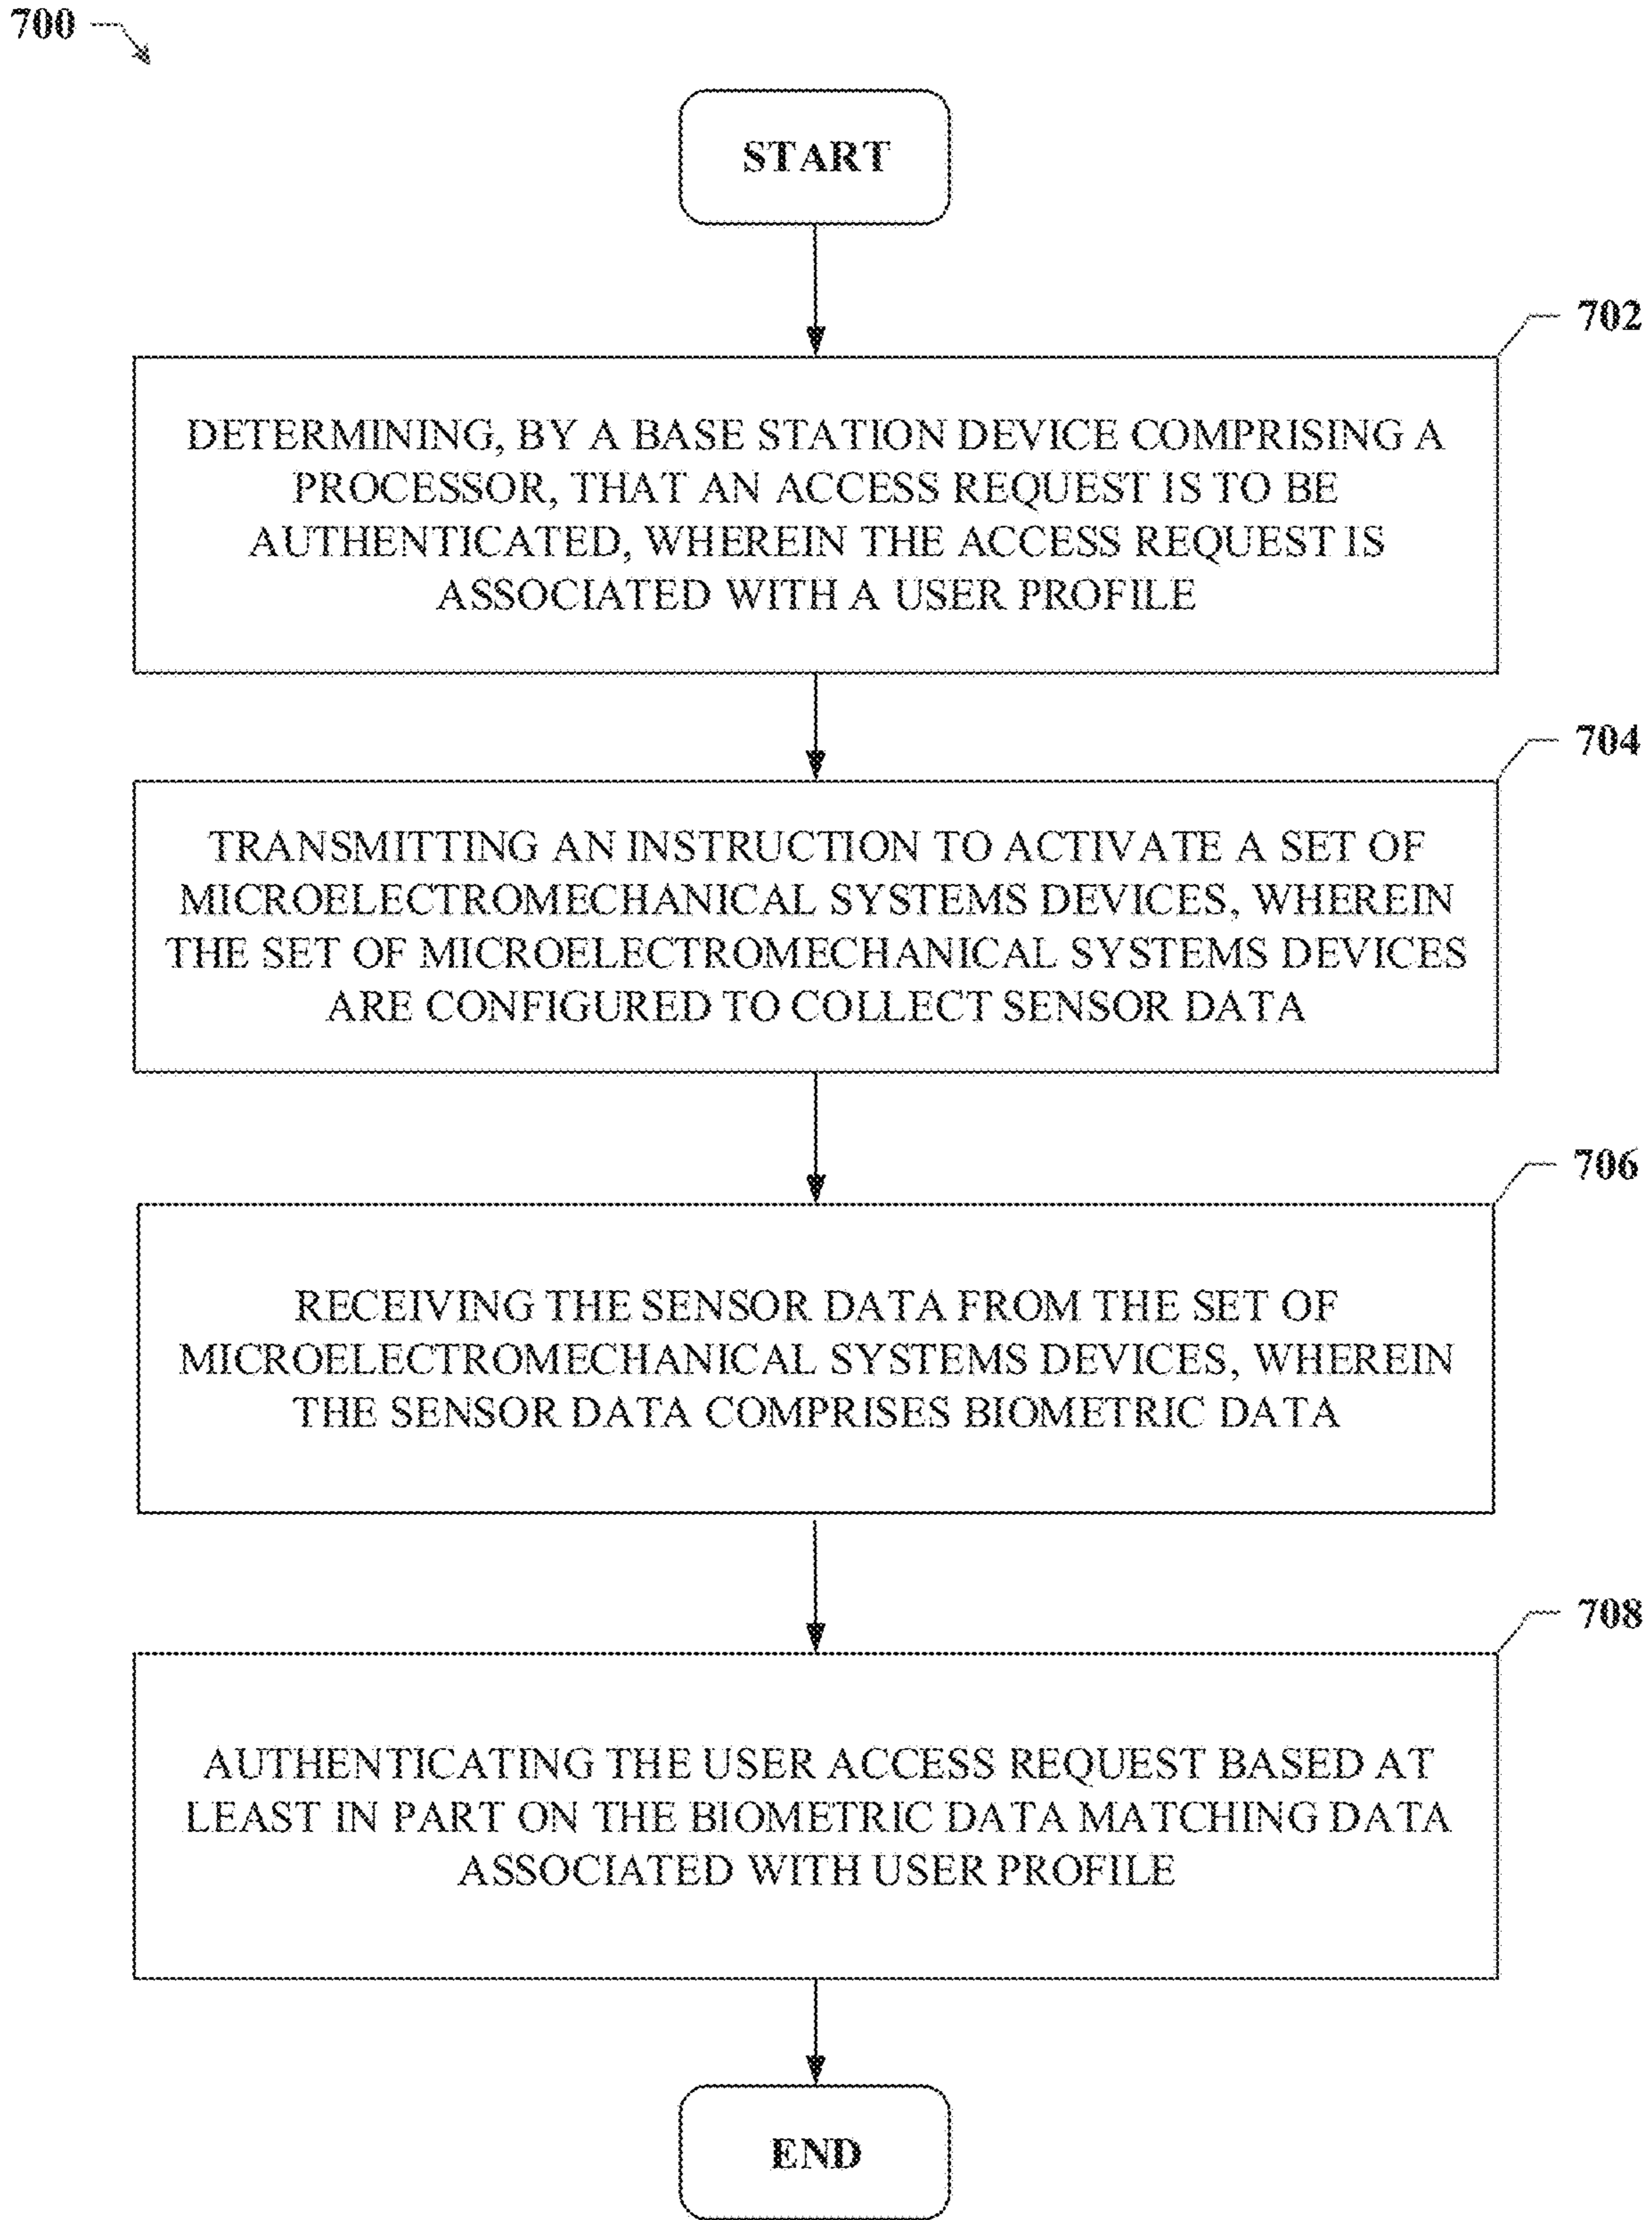 700
START
702
DETERMINING, BY A BASE STATION DEVICE COMPRISING A
PROCESSOR, THAT AN ACCESS REQUEST IS TO BE
AUTHENTICATED, WHEREIN THE ACCESS REQUEST IS
ASSOCIATED WITH A USER PROFILE
704
TRANSMITTING AN INSTRUCTION TO ACTIVATE A SET OF
MICROELECTROMECHANICAL SYSTEMS DEVICES, WHEREIN
THE SET OF MICROELECTROMECHANICAL SYSTEMS DEVICES
ARE CONFIGURED TO COLLECT SENSOR DATA
706
RECEIVING THE SENSOR DATA FROM THE SET OF
MICROELECTROMECHANICAL SYSTEMS DEVICES, WHEREIN
THE SENSOR DATA COMPRISES BIOMETRIC DATA
708
AUTHENTICATING THE USER ACCESS REQUEST BASED AT
LEAST IN PART ON THE BIOMETRIC DATA MATCHING DATA
ASSOCIATED WITH USER PROFILE
END